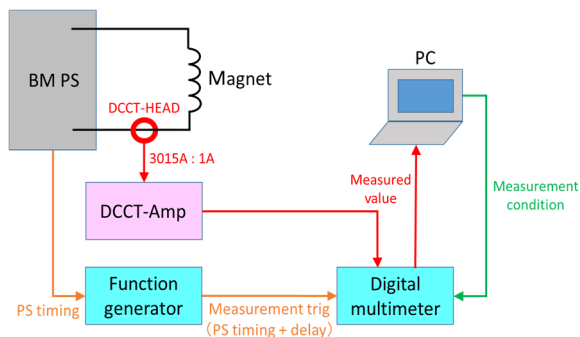 BM PS
Magnet
PC
DCCT-HEAD
3015A : 1A
DCCT-Amp
Measured
value
Measurement
condition
PS timing
Function
generator
Measurement trig
(PS timing + delay)
Digital
multimeter